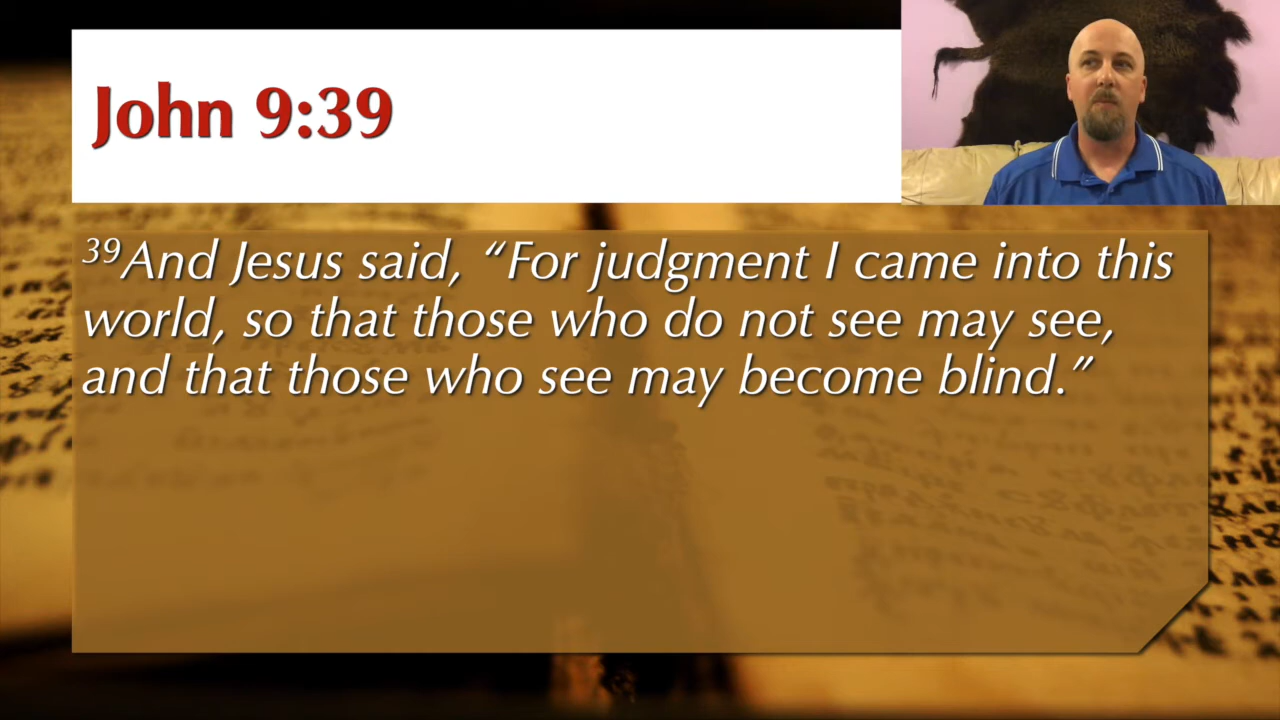 John 9:39
39And Jesus said, “For judgment I came into this
world, so that those who do not see may see,
and that those who see may become blind.”